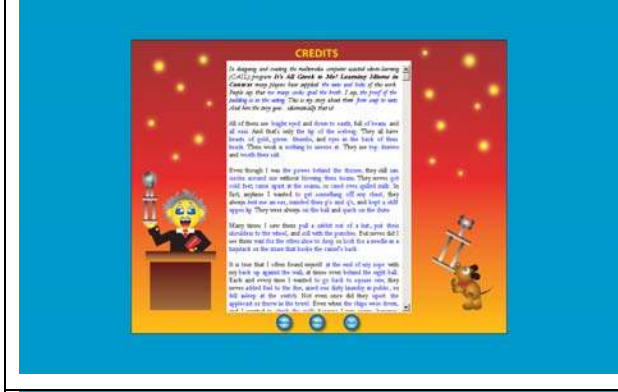 CREDITS
In designing and creating the multimedia computer assisted idiom-learning
(CALL) program It's All Greek to Me! Learning Idioms in
Context many players have supplied the nuts and bolts of this work.
People say that too many cooks spoil the broth. I say, the proof of the
pudding is in the eating. This is my story about them from soup to nuts.
And here the story goes idiomatically that is!
All of them are bright eyed and down to earth, full of beans and
all ears. And that's only the tip of the iceberg. They all have
hearts of gold, green thumbs, and eyes in the back of their
heads. Their work is nothing to sneeze at. They are top drawer
and worth their salt.
Even though I was the power behind the throne, they still ran
circles around me without blowing their horns. They never got
cold feet, came apart at the seams, or cried over spilled milk. In
fact, anytime I wanted to get something off my chest, they
always lent me an ear, minded their p's and q's, and kept a stiff
upper lip. They were always on the ball and quick on the draw.
Many times I saw them pull a rabbit out of a hat, put their
shoulders to the wheel, and roll with the punches. But never did I
see them wait for the other shoe to drop or look for a needle in a
haystack or the straw that broke the camel's back.
It is true that I often found myself at the end of my rope with
my back up against the wall, at times even behind the eight ball.
Each and every time I wanted to go back to square one, they
never added fuel to the fire, aired our dirty laundry in public, or
fell asleep at the switch. Not even once did they upset the
applecart or throw in the towel. Even when the chips were down,